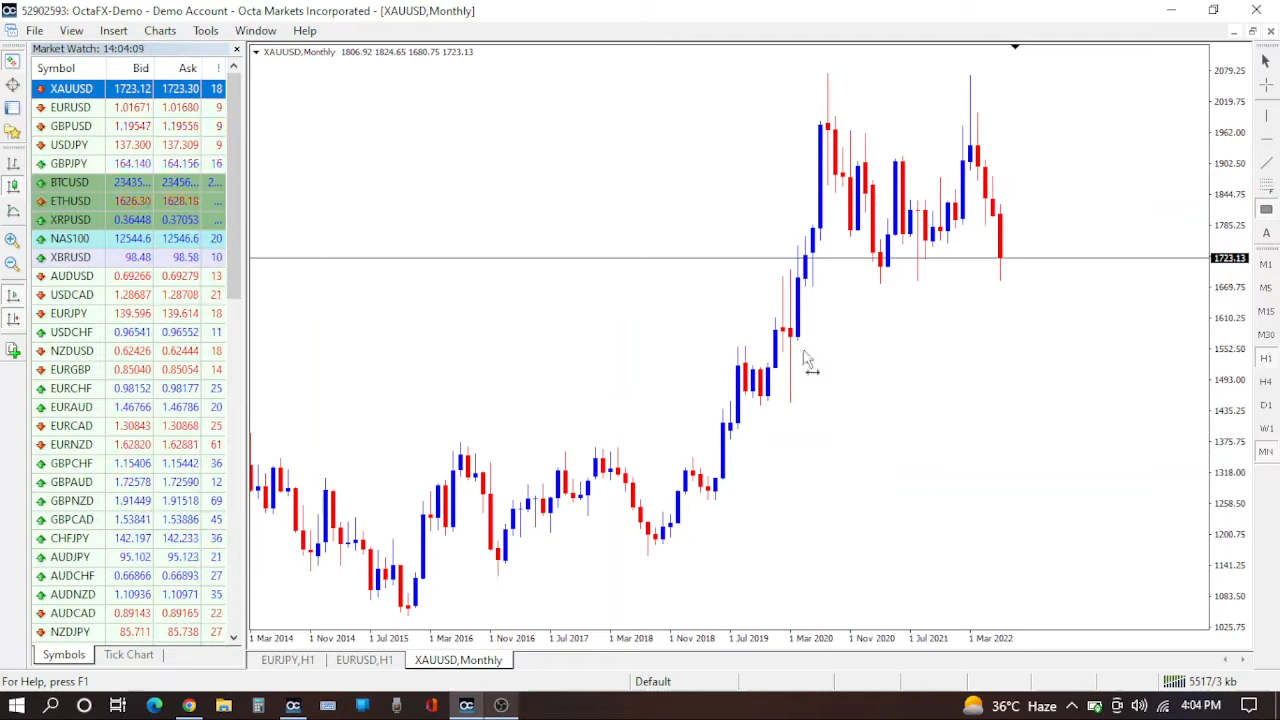 52902593: OctaFX-Demo - Demo Account - Octa Markets Incorporated - [XAUUSD,Monthly]
File View Insert Charts Tools Window Help
Market Watch: 14:04:09
Symbol Bid Ask !
XAUUSD 1723.12 1723.30 18
EURUSD 1.01671 1.01680 9
GBPUSD 1.19547 1.19556 9
USDJPY 137.300 137.309 9
GBPJPY 164.140 164.156 16
BTCUSD 23435... 23456... 2...
ETHUSD 1626.30 1628.18 ...
XRPUSD 0.36448 0.37053 ...
NAS100 12544.6 12546.6 20
XBRUSD 98.48 98.58 10
AUDUSD 0.69266 0.69279 13
USDCAD 1.28687 1.28708 21
EURJPY 139.596 139.614 18
USDCHF 0.96541 0.96552 11
NZDUSD 0.62426 0.62444 18
EURGBP 0.85040 0.85054 14
EURCHF 0.98152 0.98177 25
EURAUD 1.46766 1.46786 20
EURCAD 1.30843 1.30868 25
EURNZD 1.62820 1.62881 61
GBPCHF 1.15406 1.15442 36
GBPAUD 1.72578 1.72590 12
GBPNZD 1.91449 1.91518 69
GBPCAD 1.53841 1.53886 45
CHFJPY 142.197 142.233 36
AUDJPY 95.102 95.123 21
AUDCHF 0.66866 0.66893 27
AUDNZD 1.10936 1.10971 35
AUDCAD 0.89143 0.89165 22
NZDJPY 85.711 85.738 27
Symbols Tick Chart
XAUUSD,Monthly 1806.92 1824.65 1680.75 1723.13
2079.25
2019.75
1962.00
1902.50
1844.75
1785.25
1723.13
1669.75
1610.25
1552.50
1493.00
1435.25
1375.75
1318.00
1258.50
1200.75
1141.25
1083.50
1025.75
1 Mar 2014 1 Nov 2014 1 Jul 2015 1 Mar 2016 1 Nov 2016 1 Jul 2017 1 Mar 2018 1 Nov 2018 1 Jul 2019 1 Mar 2020 1 Nov 2020 1 Jul 2021 1 Mar 2022
EURJPY,H1 EURUSD,H1 XAUUSD,Monthly
A
M1
M5
M15
M30
H1
H4
D1
W1
MN
For Help, press F1 Default 5517/3 kb
36°C Haze 4:04 PM